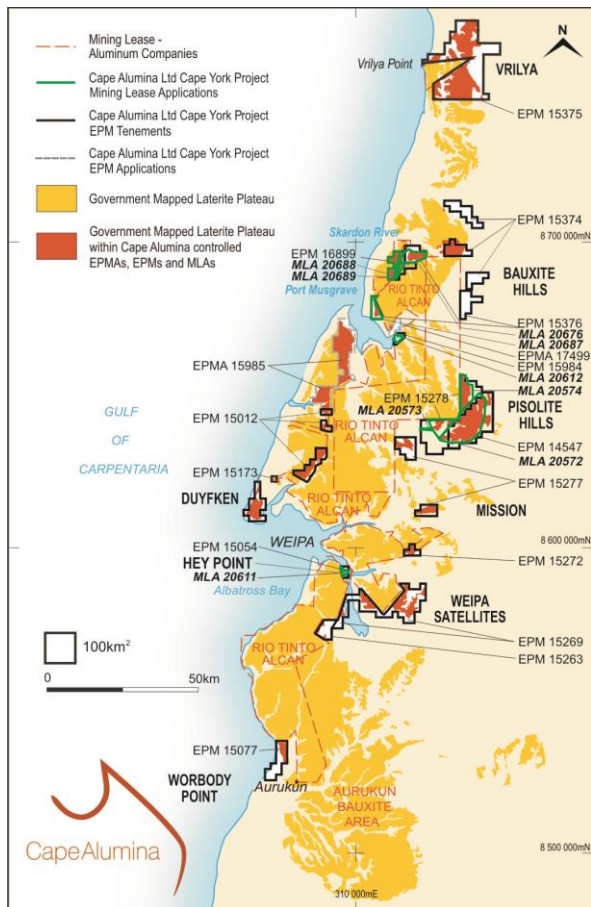 Mining Lease -
Aluminum Companies
Cape Alumina Ltd Cape York Project
Mining Lease Applications
Cape Alumina Ltd Cape York Project
EPM Tenements
Cape Alumina Ltd Cape York Project
EPM Applications
Government Mapped Laterite Plateau
Government Mapped Laterite Plateau
within Cape Alumina controlled
EPMAs, EPMs and MLAs
N
Vrilya Point
VRILYA
EPM 15375
Skardon River
EPM 15374
8 700 000mN
EPM 16899
MLA 20688
MLA 20689
Port Musgrave
RIO TINTO
ALCAN
BAUXITE
HILLS
EPM 15376
MLA 20676
MLA 20687
EPMA 17499
EPM 15984
MLA 20612
MLA 20574
EPMA 15985
EPM 15278
MLA 20573
PISOLITE
HILLS
EPM 15012
RIO TINTO
ALCAN
GULF
OF
CARPENTARIA
EPM 14547
MLA 20572
EPM 15173
EPM 15277
DUYFKEN
RIO TINTO
ALCAN
MISSION
WEIPA
8 600 000mN
EPM 15054
HEY POINT
MLA 20611
EPM 15272
Albatross Bay
WEIPA
SATELLITES
EPM 15269
EPM 15263
100km²
RIO TINTO
ALCAN
0 50km
EPM 15077
WORBODY
POINT
Aurukun
AURUKUN
BAUXITE
AREA
CapeAlumina
8 500 000mN
310 000mE